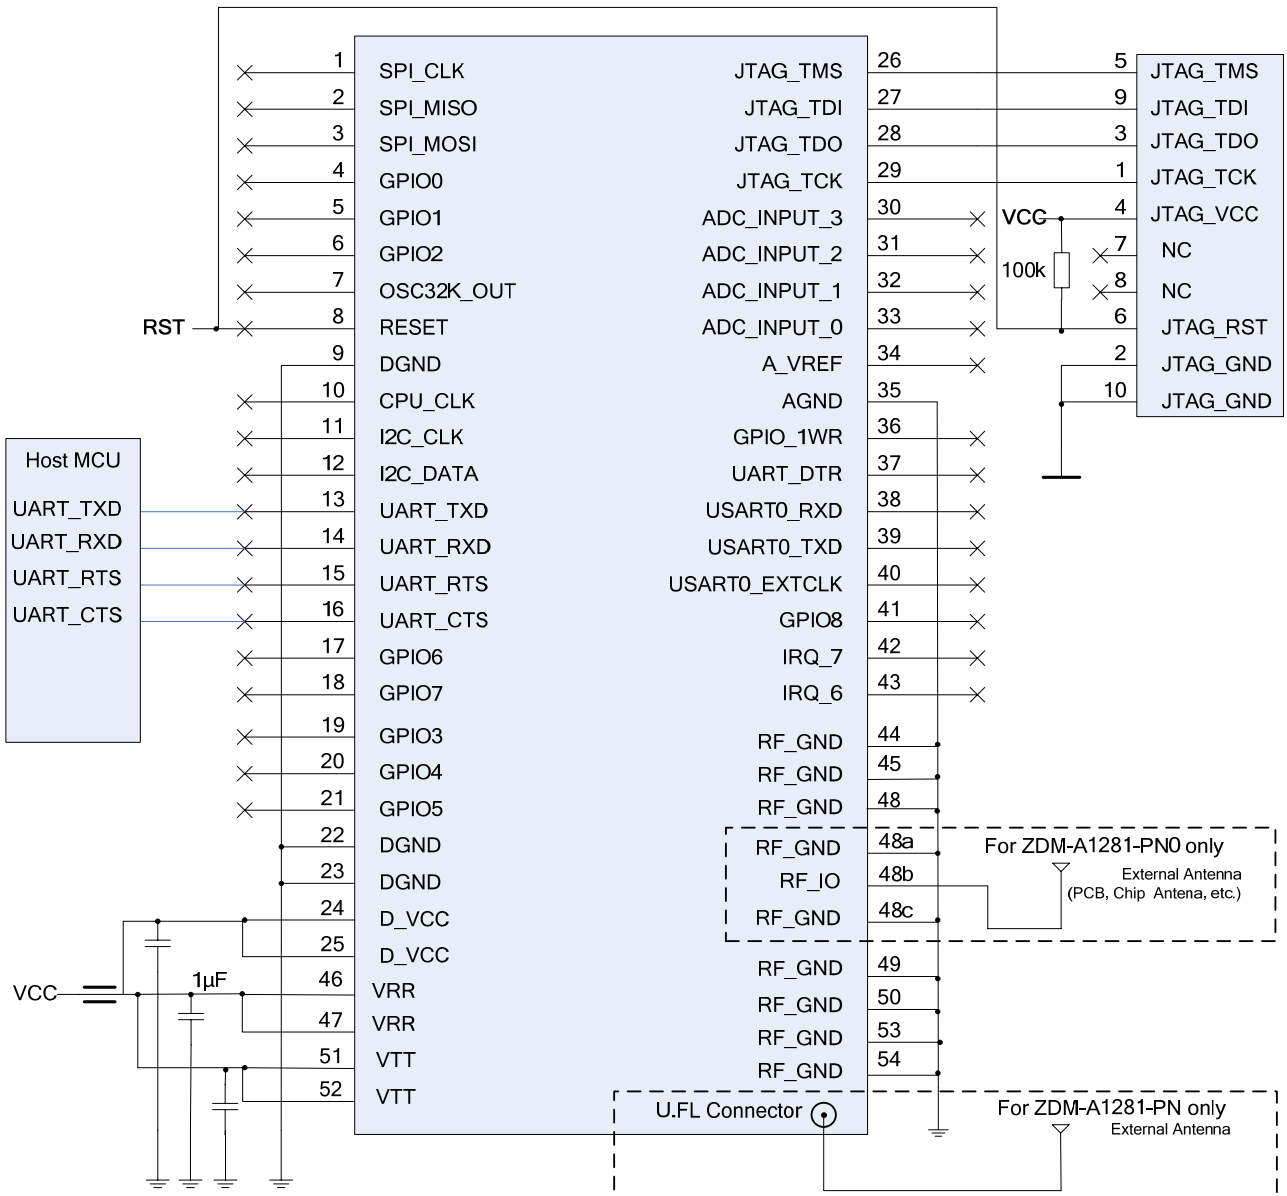 1 SPI_CLK JTAG_TMS 26 5 JTAG_TMS
2 SPI_MISO JTAG_TDI 27 9 JTAG_TDI
3 SPI_MOSI JTAG_TDO 28 3 JTAG_TDO
4 GPIO0 JTAG_TCK 29 1 JTAG_TCK
5 GPIO1 ADC_INPUT_3 30 VCC 4 JTAG_VCC
6 GPIO2 ADC_INPUT_2 31 7 NC
100k
7 OSC32K_OUT ADC_INPUT_1 32 8 NC
RST 8 RESET ADC_INPUT_0 33 6 JTAG_RST
9 DGND A_VREF 34 2 JTAG_GND
10 CPU_CLK AGND 35 10 JTAG_GND
11 I2C_CLK GPIO_1WR 36
Host MCU
12 I2C_DATA UART_DTR 37
UART_TXD 13 UART_TXD USART0_RXD 38
UART_RXD 14 UART_RXD USART0_TXD 39
UART_RTS 15 UART_RTS USART0_EXTCLK 40
UART_CTS 16 UART_CTS GPIO8 41
17 GPIO6 IRQ_7 42
18 GPIO7 IRQ_6 43
19 GPIO3 RF_GND 44
20 GPIO4 RF_GND 45
21 GPIO5 RF_GND 48
22 DGND RF_GND 48a For ZDM-A1281-PN0 only
23 DGND RF_IO 48b External Antenna
(PCB, Chip Antena, etc.)
24 D_VCC RF_GND 48c
25 D_VCC RF_GND 49
VCC 1µF 46 VRR RF_GND 50
47 VRR RF_GND 53
51 VTT RF_GND 54
52 VTT
U.FL Connector For ZDM-A1281-PN only
External Antenna